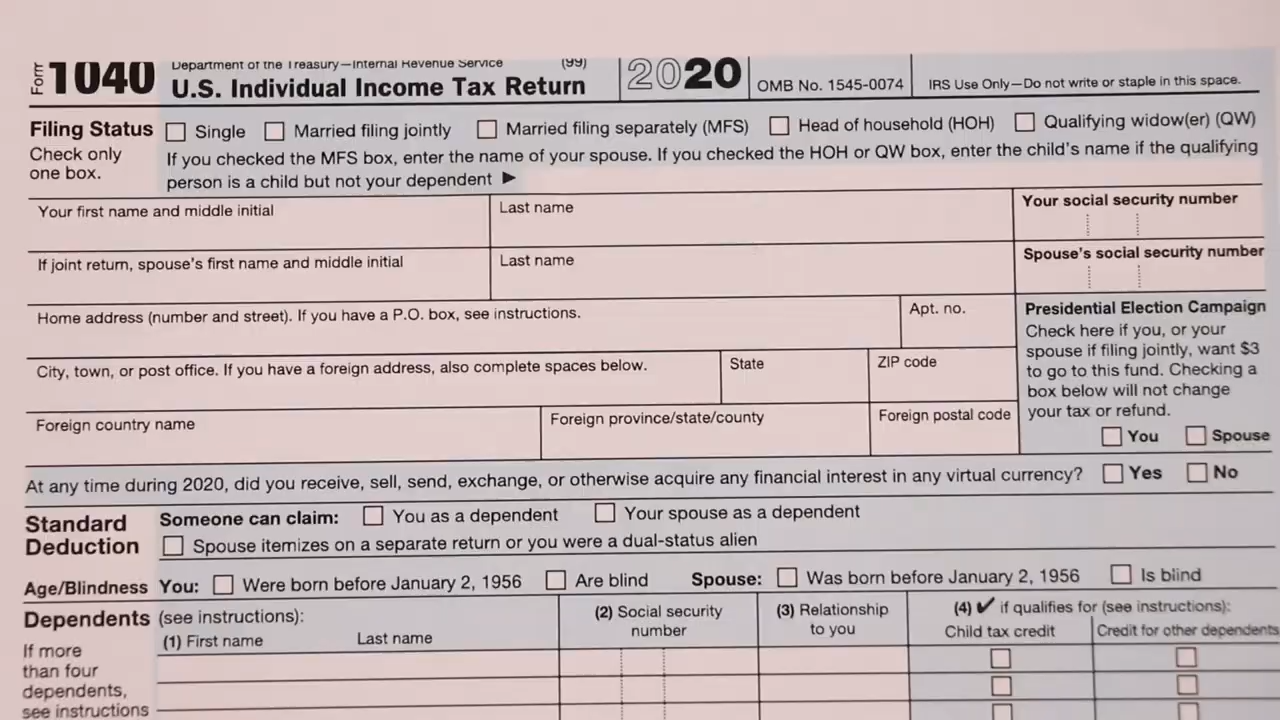 Form 1040 Department of the Treasury—Internal Revenue Service (99)
U.S. Individual Income Tax Return 2020 OMB No. 1545-0074 IRS Use Only—Do not write or staple in this space.
Filing Status Single Married filing jointly Married filing separately (MFS) Head of household (HOH) Qualifying widow(er) (QW)
Check only
one box.
If you checked the MFS box, enter the name of your spouse. If you checked the HOH or QW box, enter the child's name if the qualifying
person is a child but not your dependent ▶
Your first name and middle initial Last name Your social security number
If joint return, spouse's first name and middle initial Last name Spouse's social security number
Home address (number and street). If you have a P.O. box, see instructions. Apt. no.
City, town, or post office. If you have a foreign address, also complete spaces below. State ZIP code
Foreign country name Foreign province/state/county Foreign postal code
Presidential Election Campaign
Check here if you, or your
spouse if filing jointly, want $3
to go to this fund. Checking a
box below will not change
your tax or refund.
You Spouse
At any time during 2020, did you receive, sell, send, exchange, or otherwise acquire any financial interest in any virtual currency? Yes No
Standard
Deduction
Someone can claim: You as a dependent Your spouse as a dependent
Spouse itemizes on a separate return or you were a dual-status alien
Age/Blindness You: Were born before January 2, 1956 Are blind Spouse: Was born before January 2, 1956 Is blind
Dependents (see instructions):
(1) First name Last name
(2) Social security
number
(3) Relationship
to you
(4) ✔ if qualifies for (see instructions):
Child tax credit Credit for other dependents
If more
than four
dependents,
see instructions